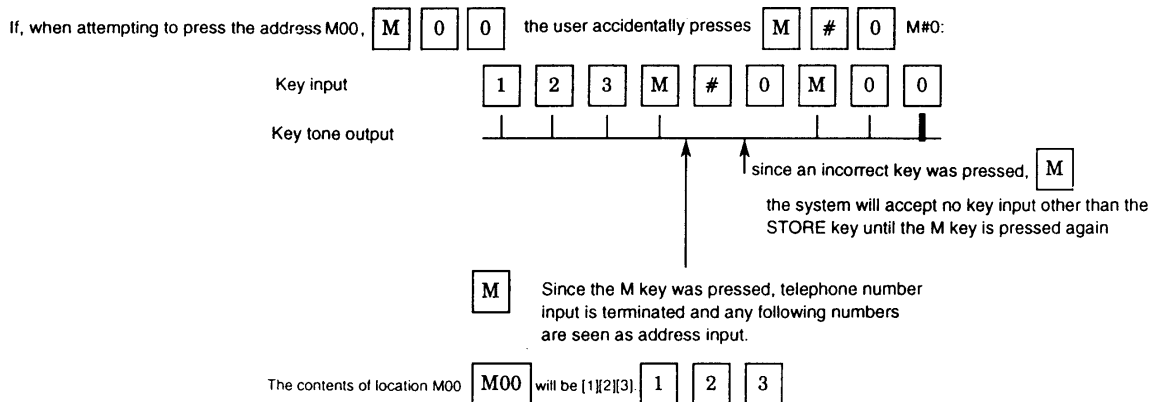 If, when attempting to press the address M00, M 0 0 the user accidentally presses M # 0 M#0:
Key input 1 2 3 M # 0 M 0 0
Key tone output
since an incorrect key was pressed, M
the system will accept no key input other than the
STORE key until the M key is pressed again
M Since the M key was pressed, telephone number
input is terminated and any following numbers
are seen as address input.
The contents of location M00 M00 will be [1][2][3]. 1 2 3